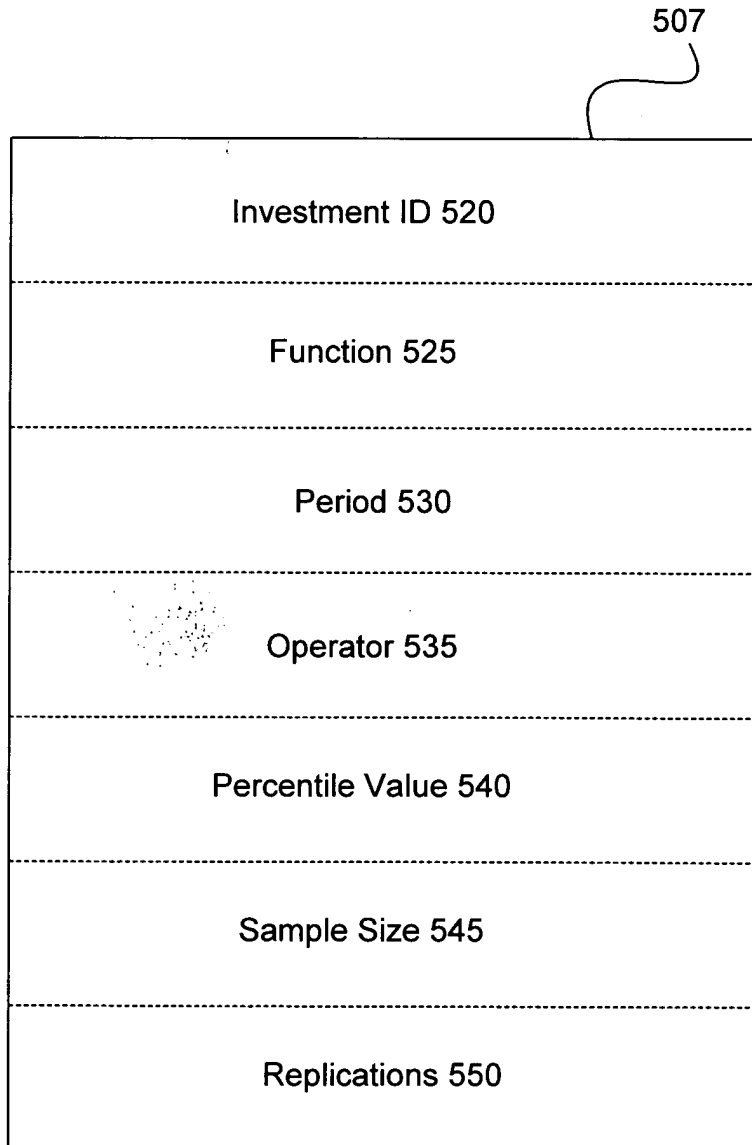 507
Investment ID 520
Function 525
Period 530
Operator 535
Percentile Value 540
Sample Size 545
Replications 550